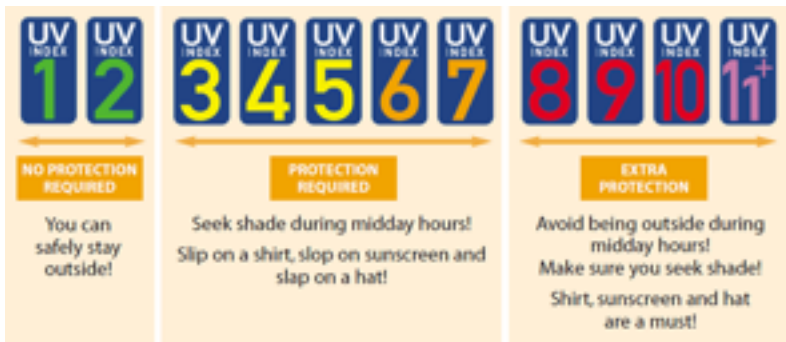 UV
INDEX
1
UV
INDEX
2
NO PROTECTION
REQUIRED
You can
safely stay
outside!
UV
INDEX
3
UV
INDEX
4
UV
INDEX
5
UV
INDEX
6
UV
INDEX
7
PROTECTION
REQUIRED
Seek shade during midday hours!
Slip on a shirt, slop on sunscreen and
slap on a hat!
UV
INDEX
8
UV
INDEX
9
UV
INDEX
10
UV
INDEX
11+
EXTRA
PROTECTION
Avoid being outside during
midday hours!
Make sure you seek shade!
Shirt, sunscreen and hat
are a must!